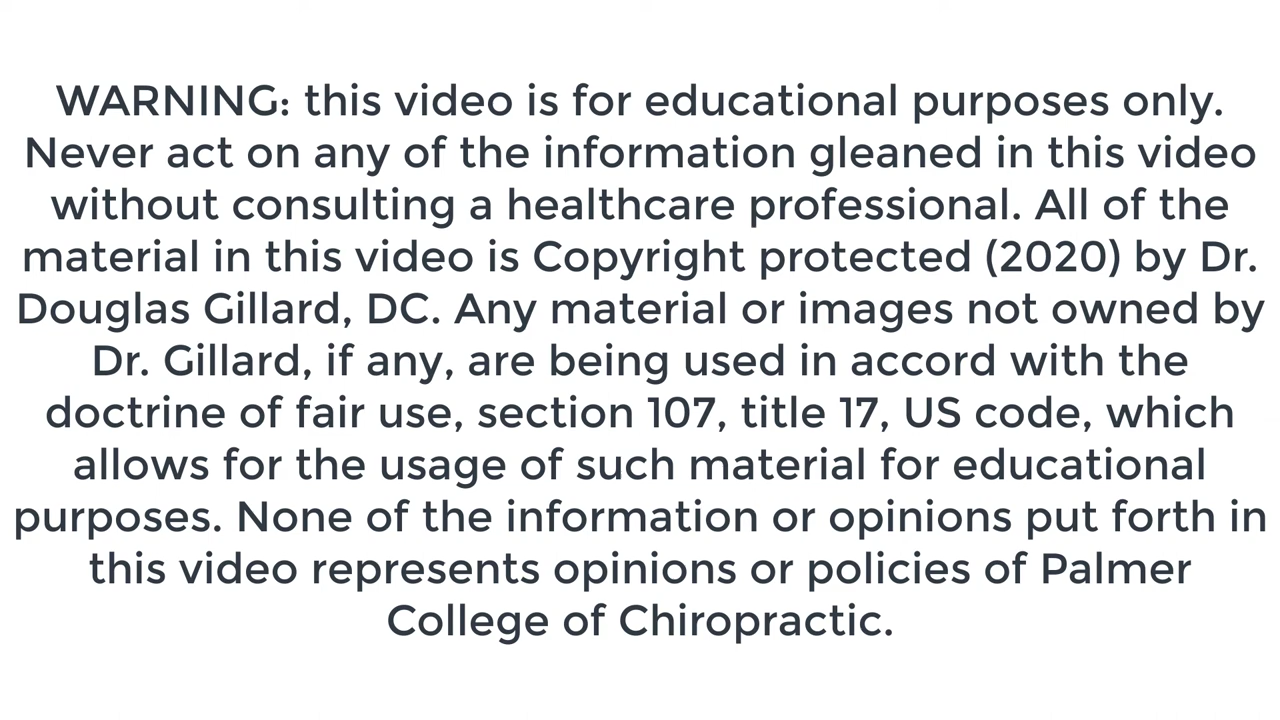 WARNING: this video is for educational purposes only.
Never act on any of the information gleaned in this video
without consulting a healthcare professional. All of the
material in this video is Copyright protected (2020) by Dr.
Douglas Gillard, DC. Any material or images not owned by
Dr. Gillard, if any, are being used in accord with the
doctrine of fair use, section 107, title 17, US code, which
allows for the usage of such material for educational
purposes. None of the information or opinions put forth in
this video represents opinions or policies of Palmer
College of Chiropractic.